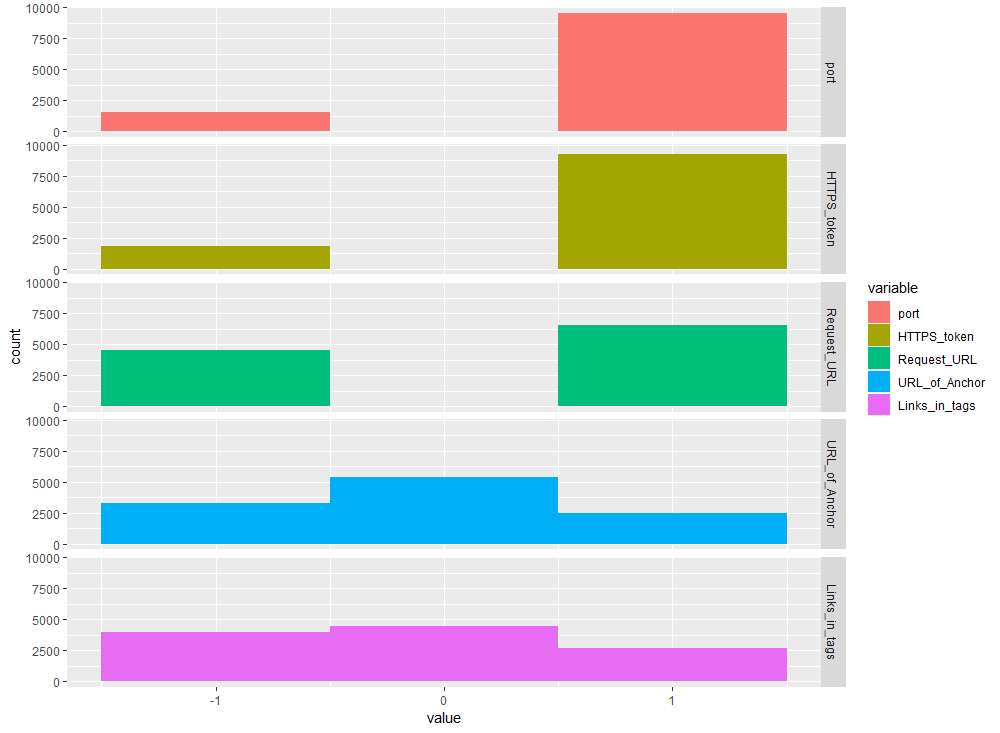 10000
7500
5000
2500
0
port
10000
7500
5000
2500
0
HTTPS_token
10000
7500
5000
2500
0
Request_URL
10000
7500
5000
2500
0
URL_of_Anchor
10000
7500
5000
2500
0
Links_in_tags
count
-1 0 1
value
variable
port
HTTPS_token
Request_URL
URL_of_Anchor
Links_in_tags